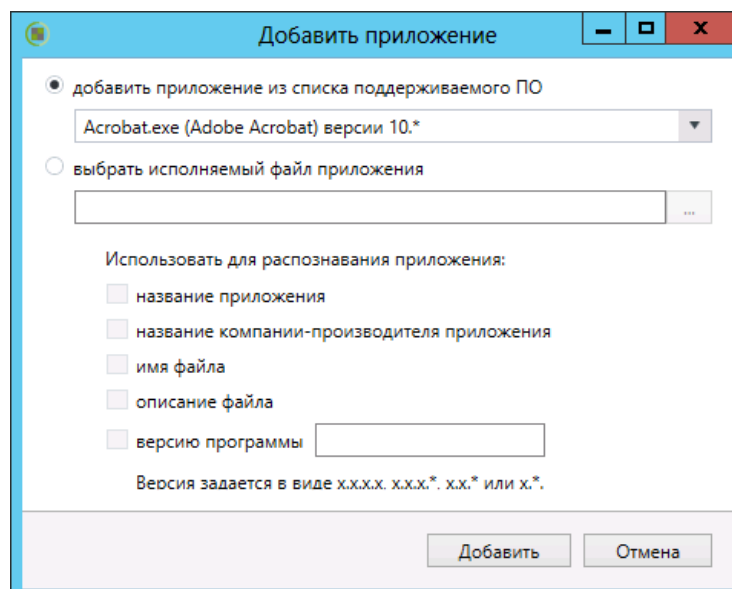 Добавить приложение
добавить приложение из списка поддерживаемого ПО
Acrobat.exe (Adobe Acrobat) версии 10.*
выбрать исполняемый файл приложения
...
Использовать для распознавания приложения:
название приложения
название компании-производителя приложения
имя файла
описание файла
версию программы
Версия задается в виде x.x.x.x, x.x.x.*, x.x.* или x.*.
Добавить Отмена